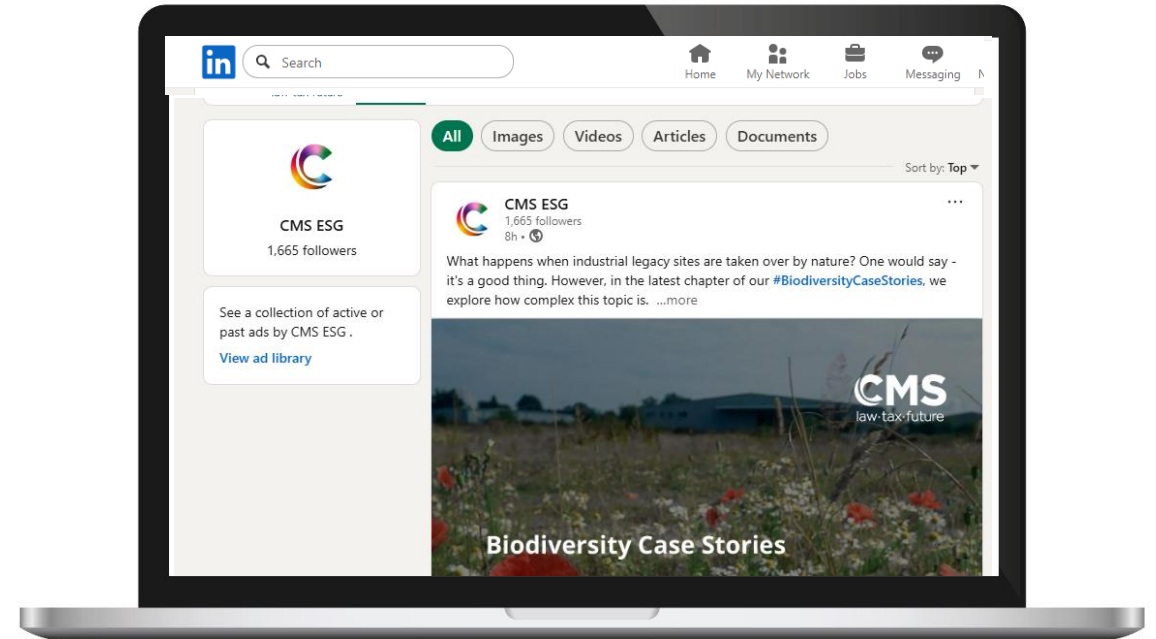 in
Search
Home
My Network
Jobs
Messaging
CMS ESG
1,665 followers
See a collection of active or
past ads by CMS ESG .
View ad library
All
Images
Videos
Articles
Documents
Sort by: Top
CMS ESG
1,665 followers
8h •
What happens when industrial legacy sites are taken over by nature? One would say -
it's a good thing. However, in the latest chapter of our #BiodiversityCaseStories, we
explore how complex this topic is. ...more
CMS
law·tax·future
Biodiversity Case Stories